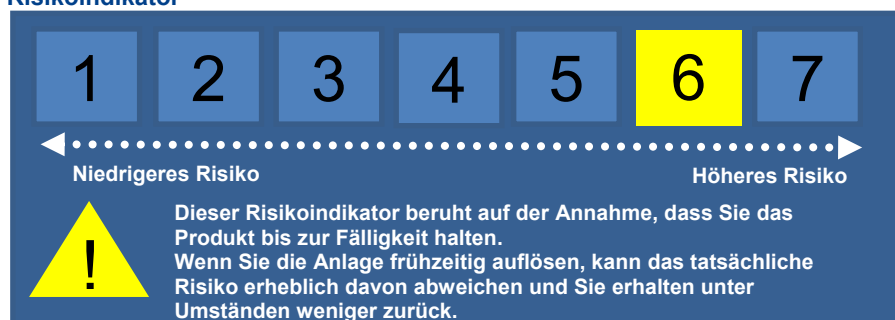 Risikoindikator
1 2 3 4 5 6 7
Niedrigeres Risiko Höheres Risiko
!
Dieser Risikoindikator beruht auf der Annahme, dass Sie das
Produkt bis zur Fälligkeit halten.
Wenn Sie die Anlage frühzeitig auflösen, kann das tatsächliche
Risiko erheblich davon abweichen und Sie erhalten unter
Umständen weniger zurück.